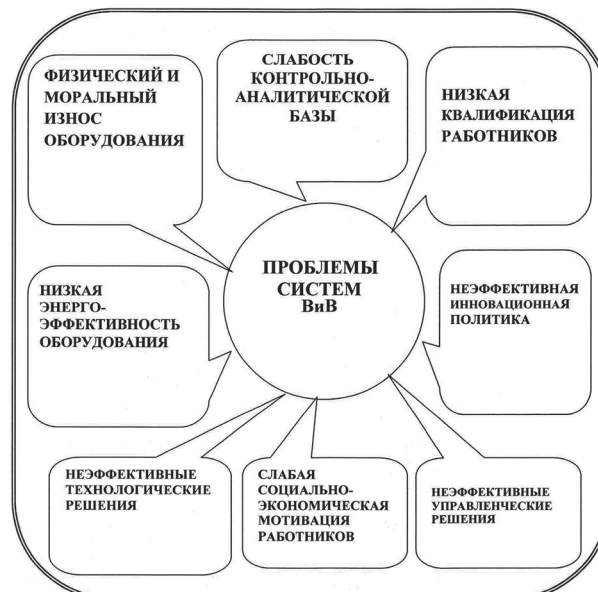 ФИЗИЧЕСКИЙ И
МОРАЛЬНЫЙ
ИЗНОС
ОБОРУДОВАНИЯ
СЛАБОСТЬ
КОНТРОЛЬНО-
АНАЛИТИЧЕСКОЙ
БАЗЫ
НИЗКАЯ
КВАЛИФИКАЦИЯ
РАБОТНИКОВ
ПРОБЛЕМЫ
СИСТЕМ
ВиВ
НИЗКАЯ
ЭНЕРГО-
ЭФФЕКТИВНОСТЬ
ОБОРУДОВАНИЯ
НЕЭФФЕКТИВНАЯ
ИННОВАЦИОННАЯ
ПОЛИТИКА
НЕЭФФЕКТИВНЫЕ
ТЕХНОЛОГИЧЕСКИЕ
РЕШЕНИЯ
СЛАБАЯ
СОЦИАЛЬНО-
ЭКОНОМИЧЕСКАЯ
МОТИВАЦИЯ
РАБОТНИКОВ
НЕЭФФЕКТИВНЫЕ
УПРАВЛЕНЧЕСКИЕ
РЕШЕНИЯ